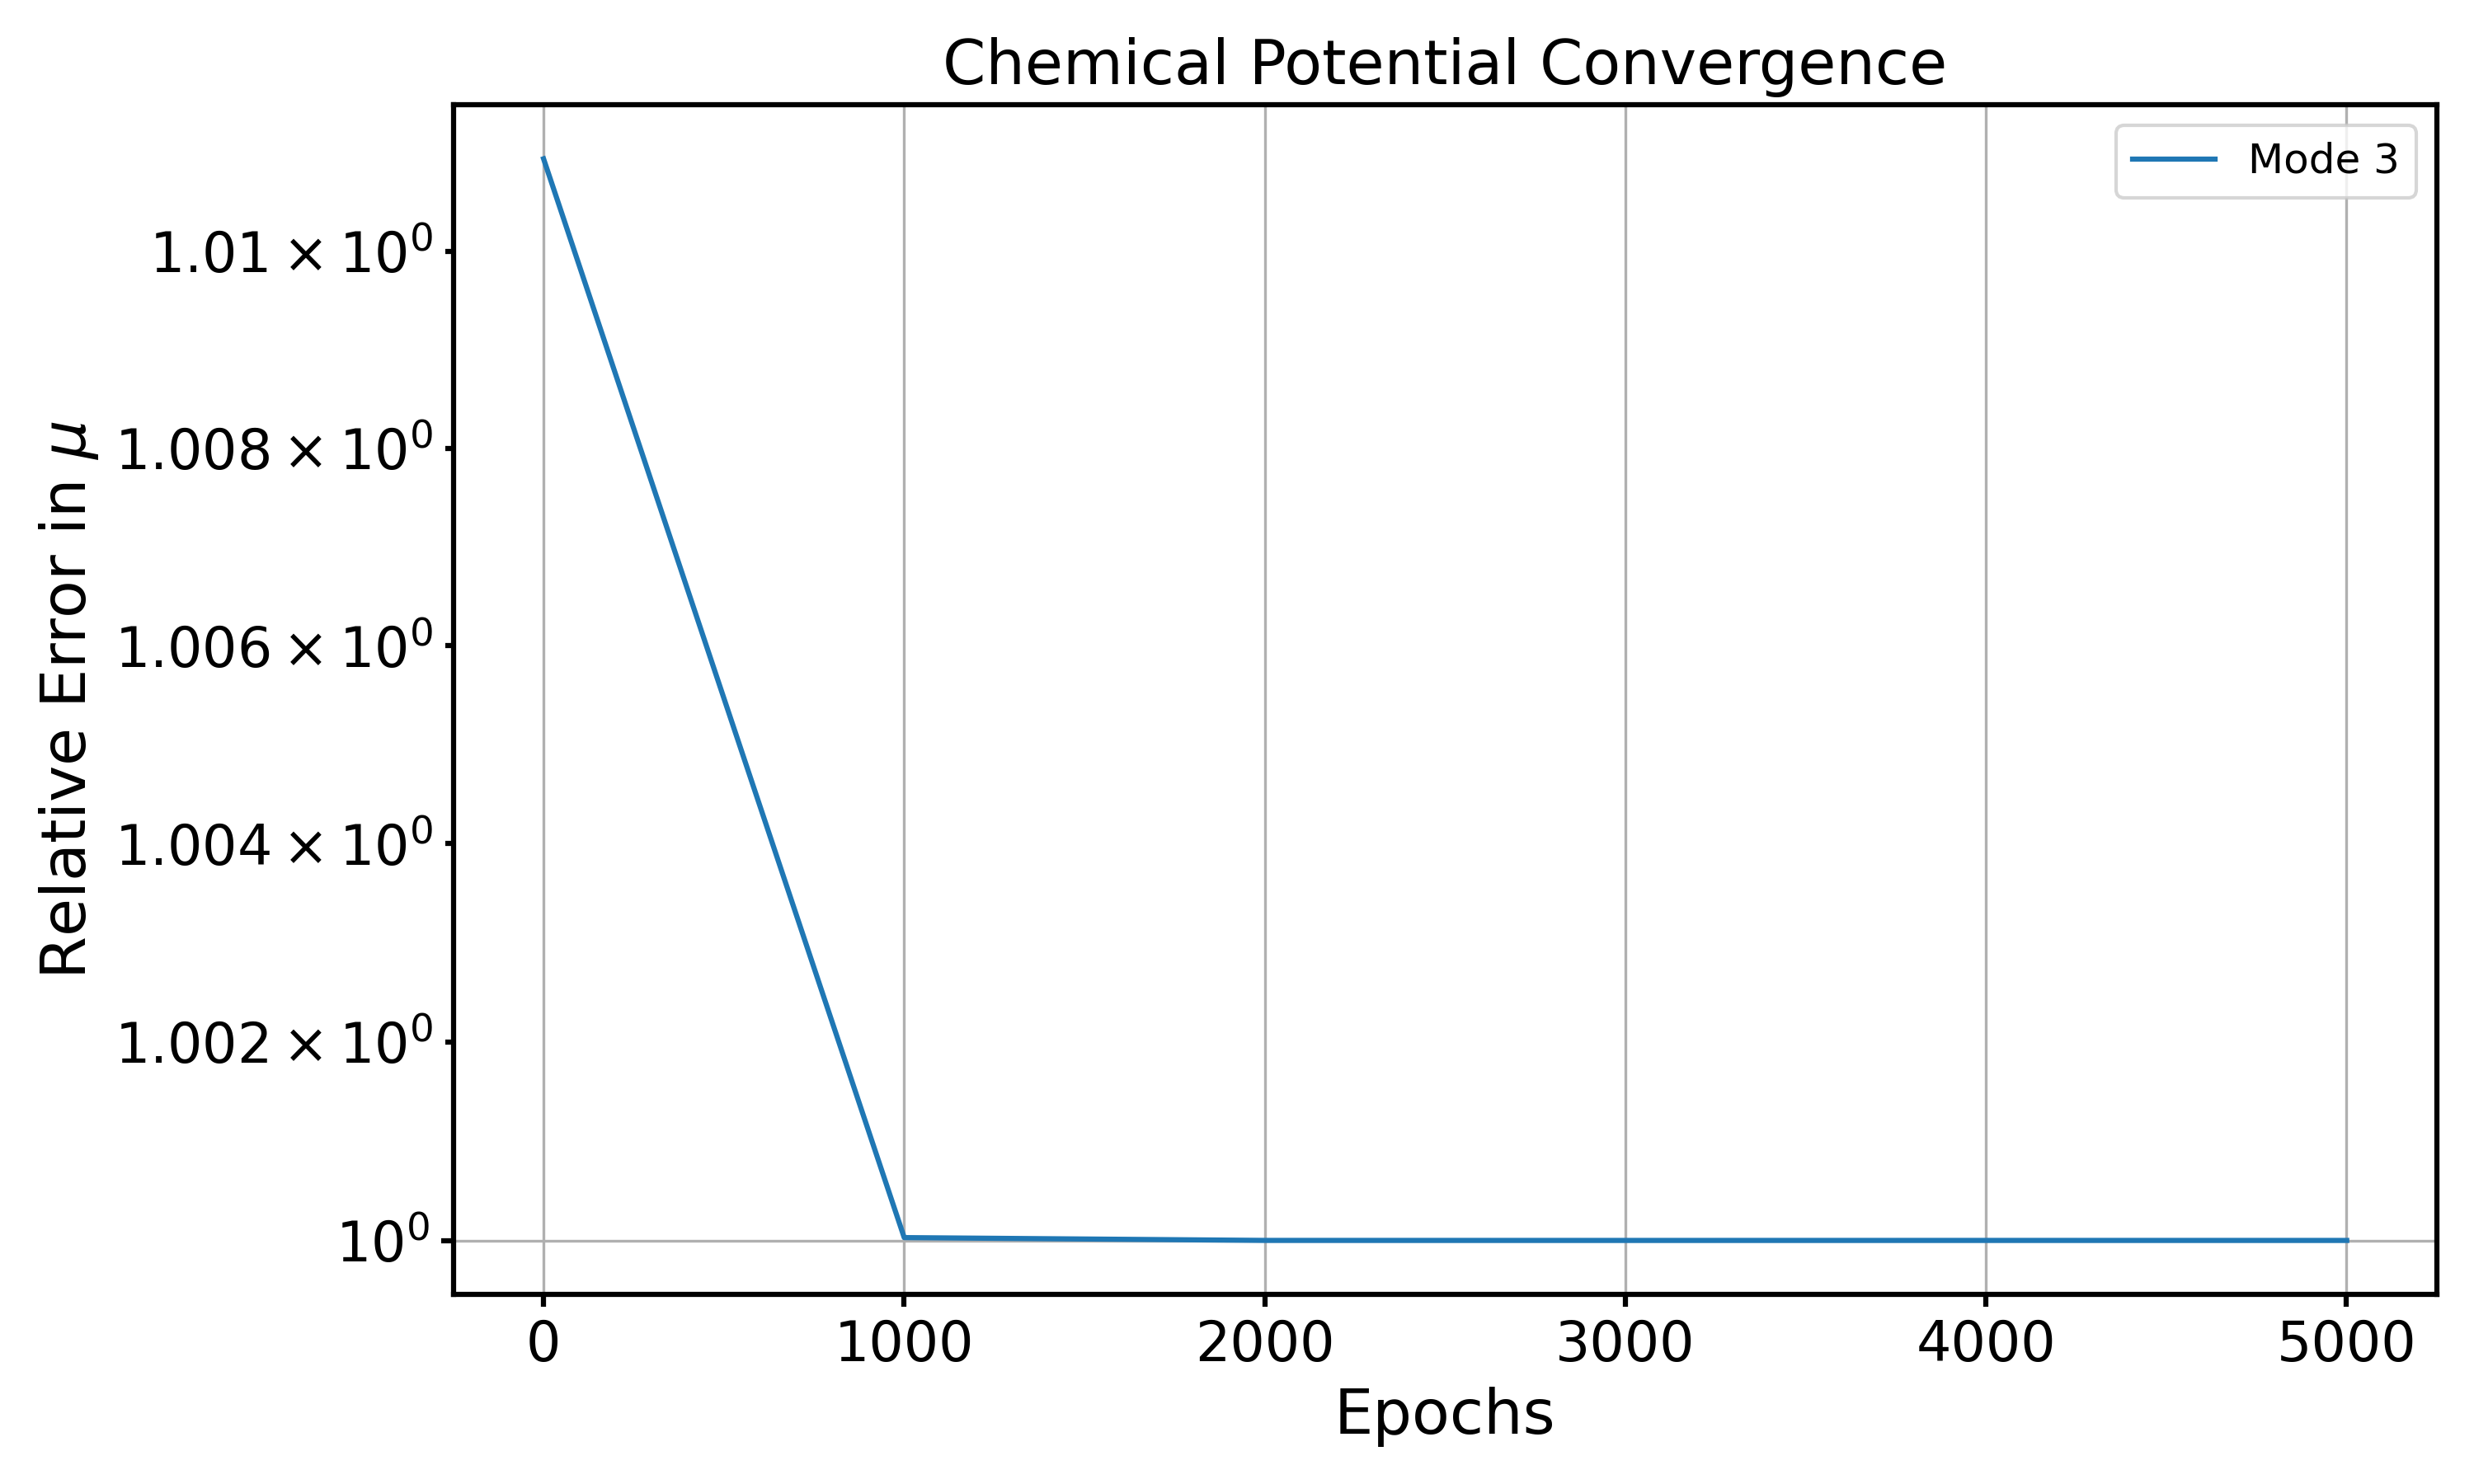 Chemical Potential Convergence
Mode 3
Relative Error in μ
1.01 × 10⁰
1.008 × 10⁰
1.006 × 10⁰
1.004 × 10⁰
1.002 × 10⁰
10⁰
0 1000 2000 3000 4000 5000
Epochs